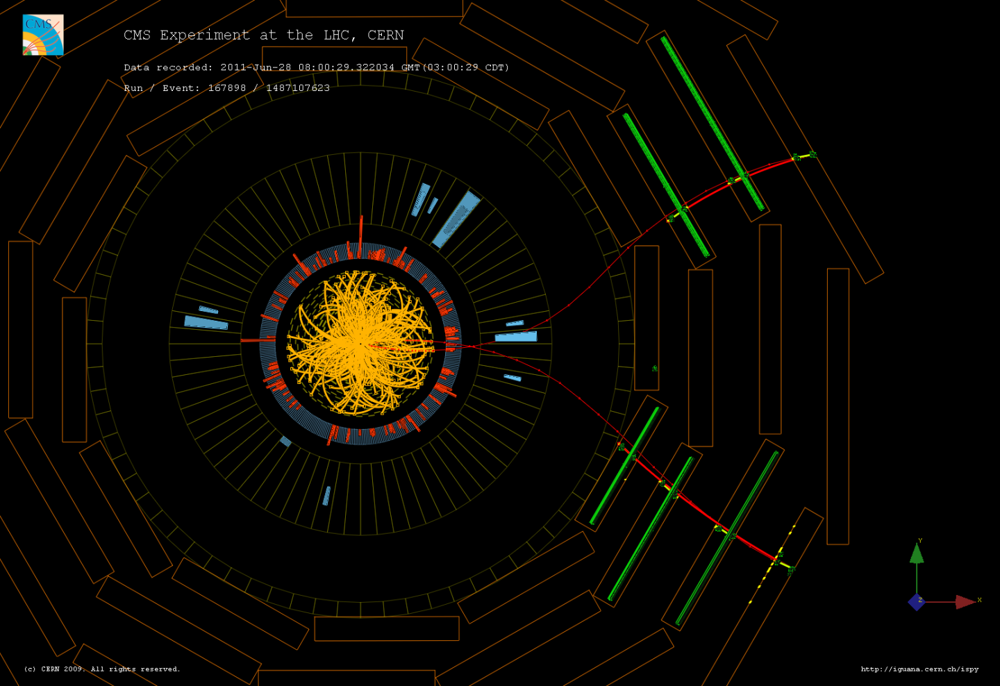 CMS
CMS Experiment at the LHC, CERN
Data recorded: 2011-Jun-28 08:00:29.322034 GMT(03:00:29 CDT)
Run / Event: 167898 / 1487107623
Y
Z
X
(c) CERN 2009. All rights reserved.
http://iguana.cern.ch/ispy